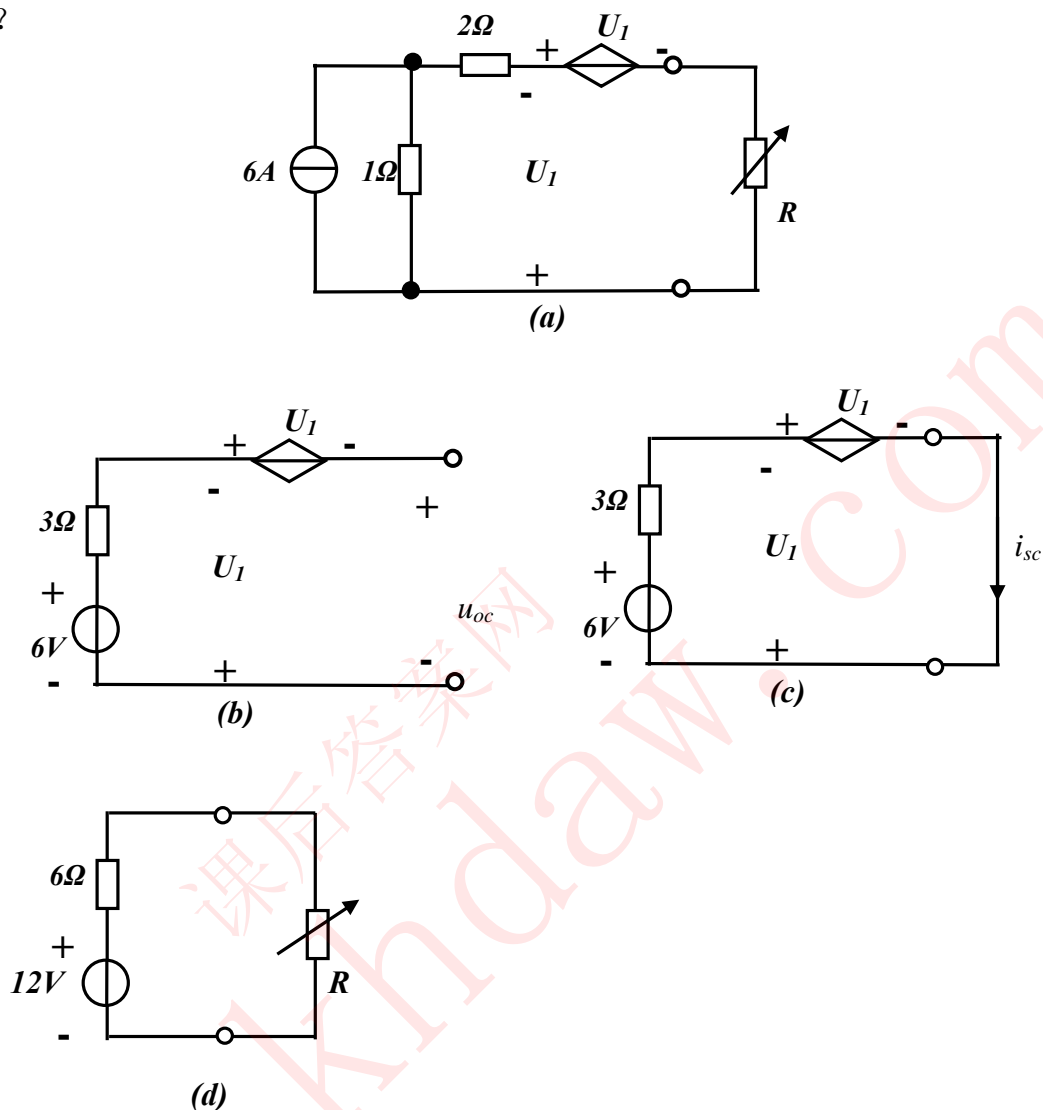 ?
2Ω
+
U1
-
-
6A
1Ω
U1
R
+
(a)
U1
+
-
-
+
3Ω
U1
+
6V
-
uoc
+
-
(b)
U1
+
-
-
3Ω
U1
isc
+
6V
-
+
(c)
6Ω
+
12V
-
R
(d)
课后答案网
khdaw.com